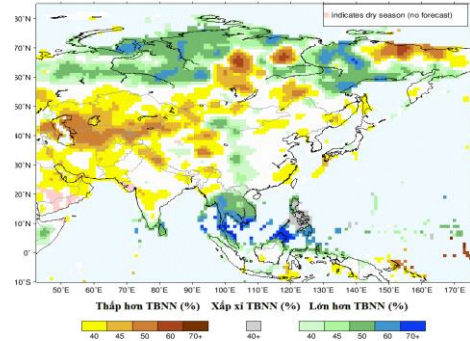 indicates dry season (no forecast)
80°N
70°N
60°N
50°N
40°N
30°N
20°N
10°N
0°
10°S
50°E 60°E 70°E 80°E 90°E 100°E 110°E 120°E 130°E 140°E 150°E 160°E 170°E
Thấp hơn TBNN (%) Xấp xỉ TBNN (%) Lớn hơn TBNN (%)
40 45 50 60 70+ 40+ 40 45 50 60 70+